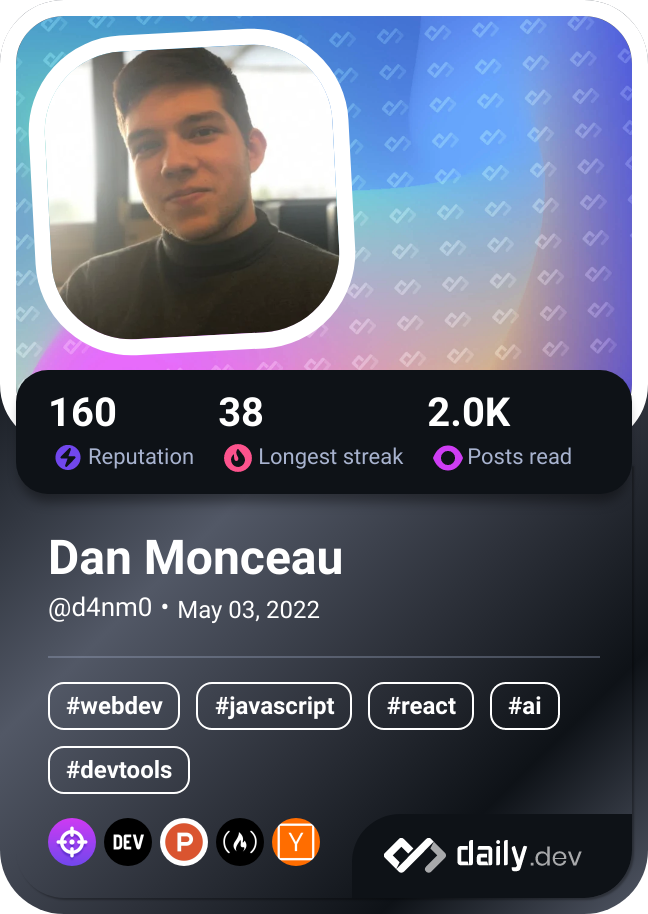 160 38 2.0K
Reputation Longest streak Posts read
Dan Monceau
@d4nm0 • May 03, 2022
#webdev #javascript #react #ai
#devtools
DEV P Y daily.dev